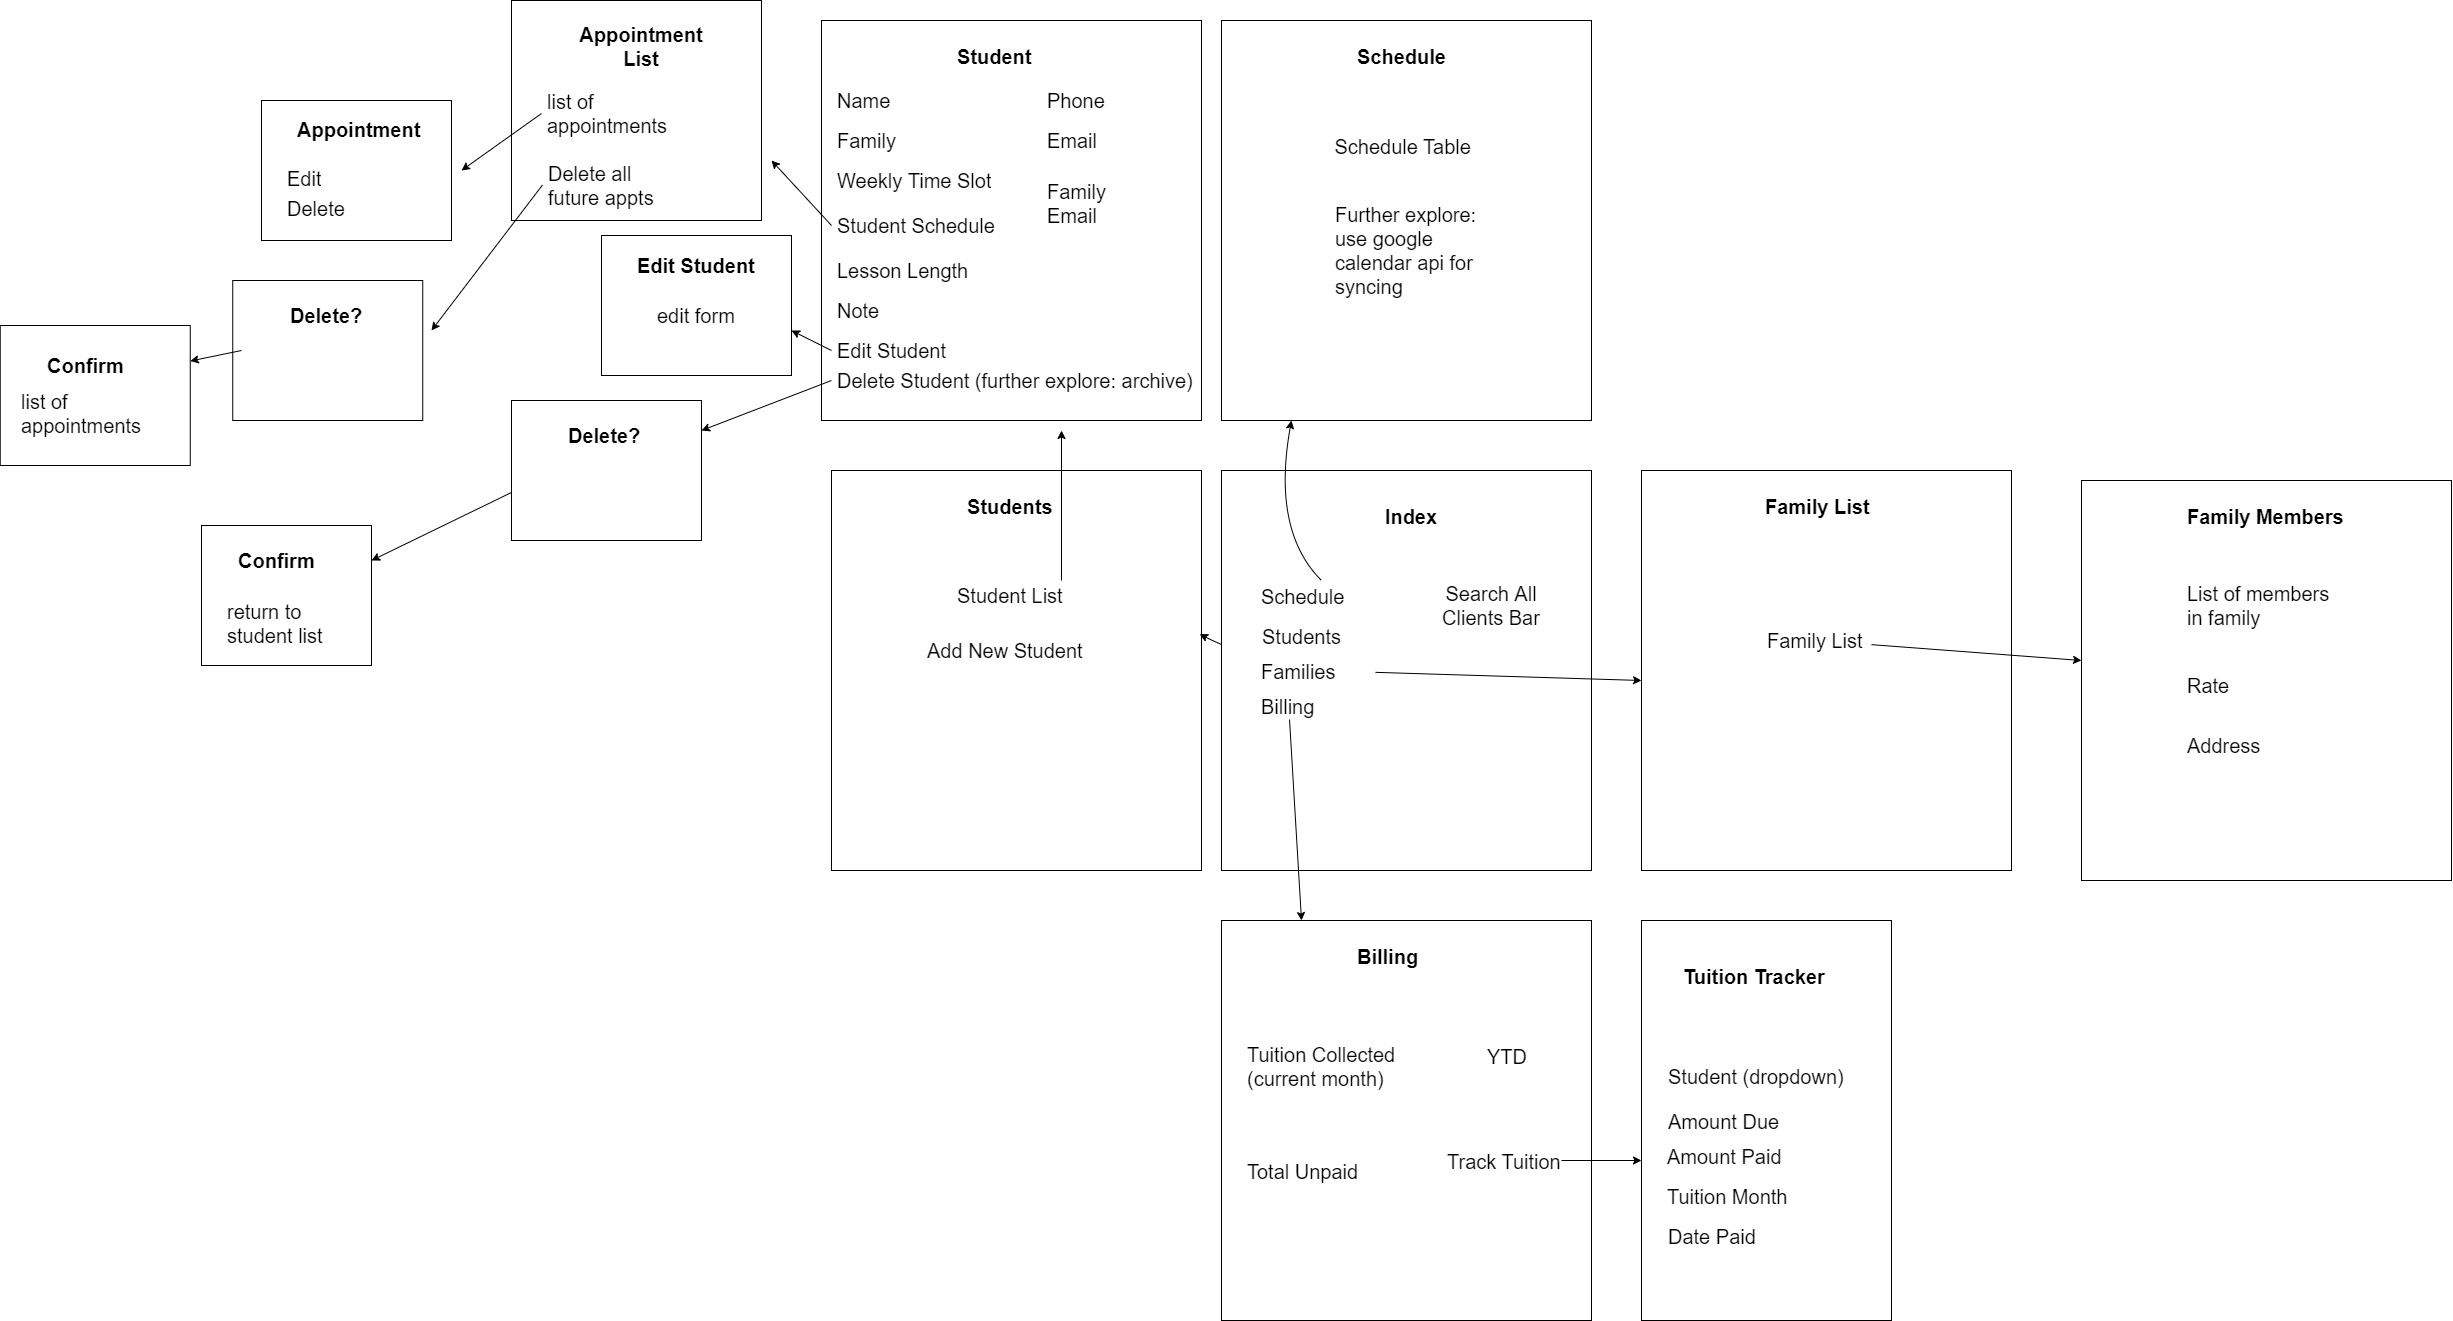 Appointment
List
list of
appointments
Delete all
future appts
Appointment
Edit
Delete
Delete?
Confirm
list of
appointments
Edit Student
edit form
Delete?
Confirm
return to
student list
Student
Name
Family
Weekly Time Slot
Student Schedule
Lesson Length
Note
Edit Student
Delete Student (further explore: archive)
Phone
Email
Family
Email
Schedule
Schedule Table
Further explore:
use google
calendar api for
syncing
Students
Student List
Add New Student
Index
Schedule
Students
Families
Billing
Search All
Clients Bar
Family List
Family List
Family Members
List of members
in family
Rate
Address
Billing
Tuition Collected
(current month)
YTD
Total Unpaid
Track Tuition
Tuition Tracker
Student (dropdown)
Amount Due
Amount Paid
Tuition Month
Date Paid